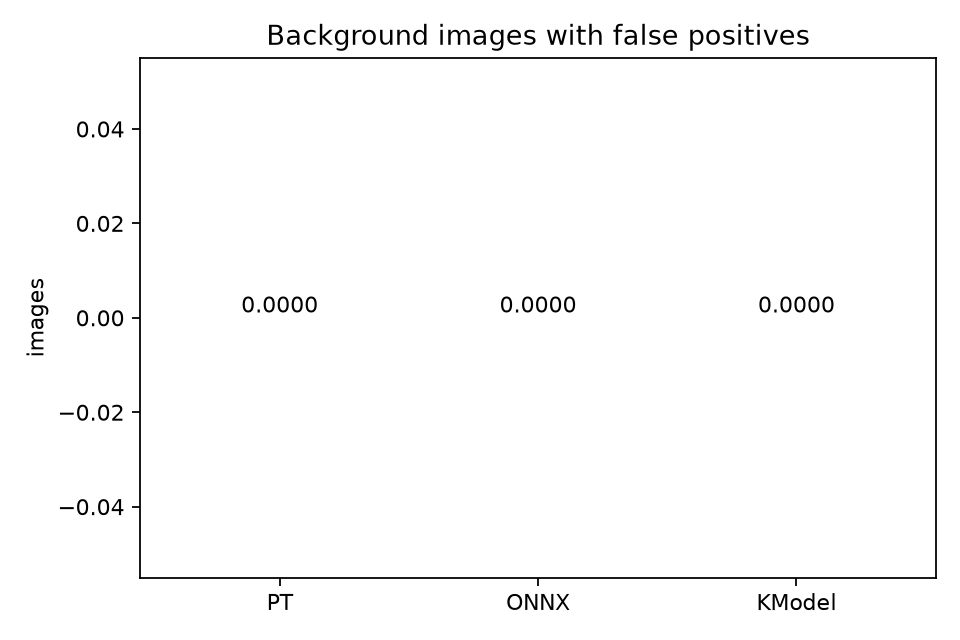 Background images with false positives
images
0.04
0.02
0.00
−0.02
−0.04
0.0000 0.0000 0.0000
PT ONNX KModel